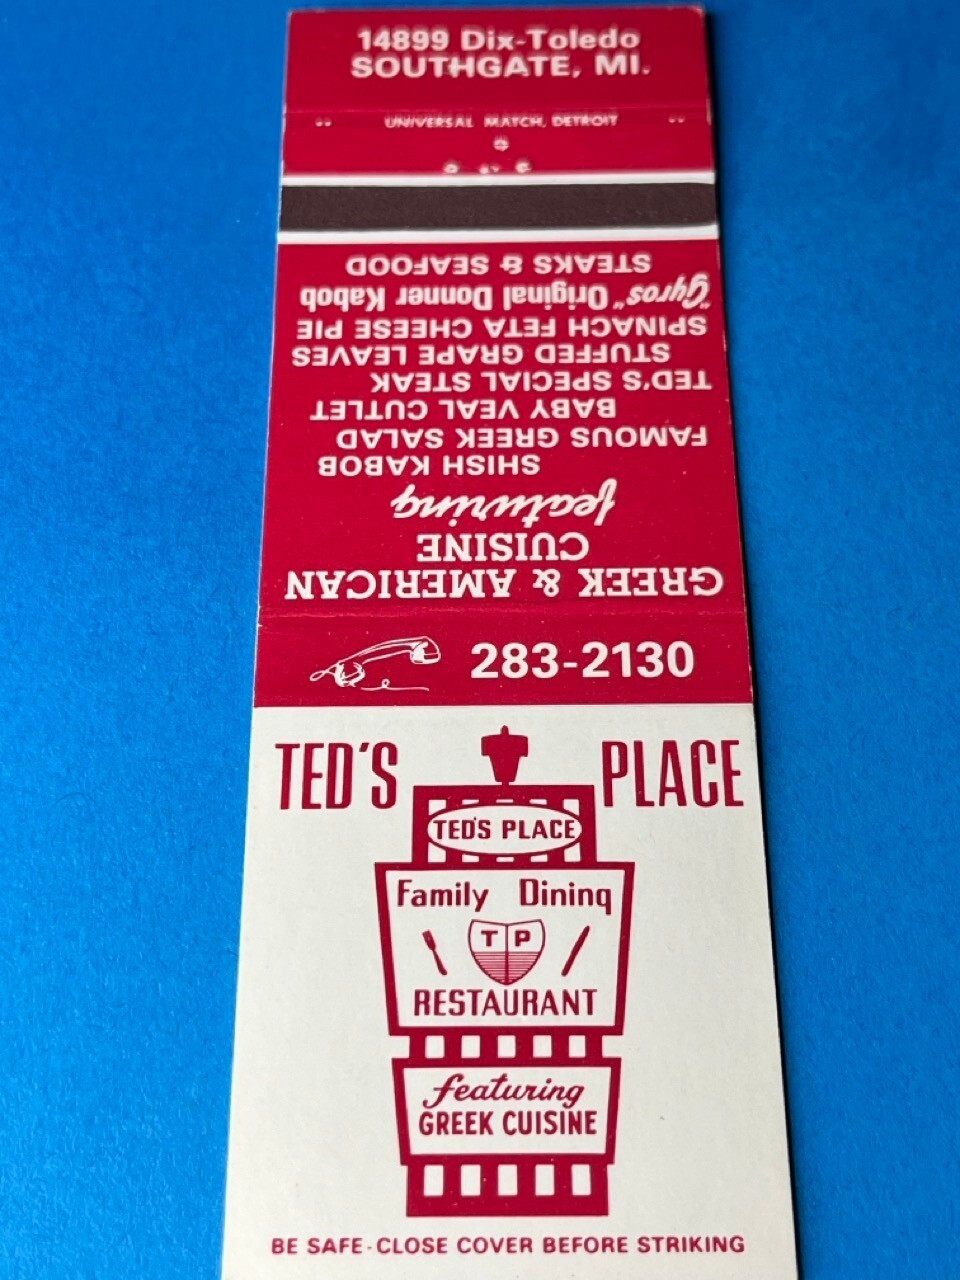 14899 Dix-Toledo
SOUTHGATE, MI.
UNIVERSAL MATCH, DETROIT
GREEK & AMERICAN
CUISINE
featuring
SHISH KABOB
FAMOUS GREEK SALAD
BABY VEAL CUTLET
TED'S SPECIAL STEAK
STUFFED GRAPE LEAVES
SPINACH FETA CHEESE PIE
"Gyros" Original Donner Kabob
STEAKS & SEAFOOD
283-2130
TED'S PLACE
TED'S PLACE
Family Dining
T P
RESTAURANT
featuring
GREEK CUISINE
BE SAFE - CLOSE COVER BEFORE STRIKING